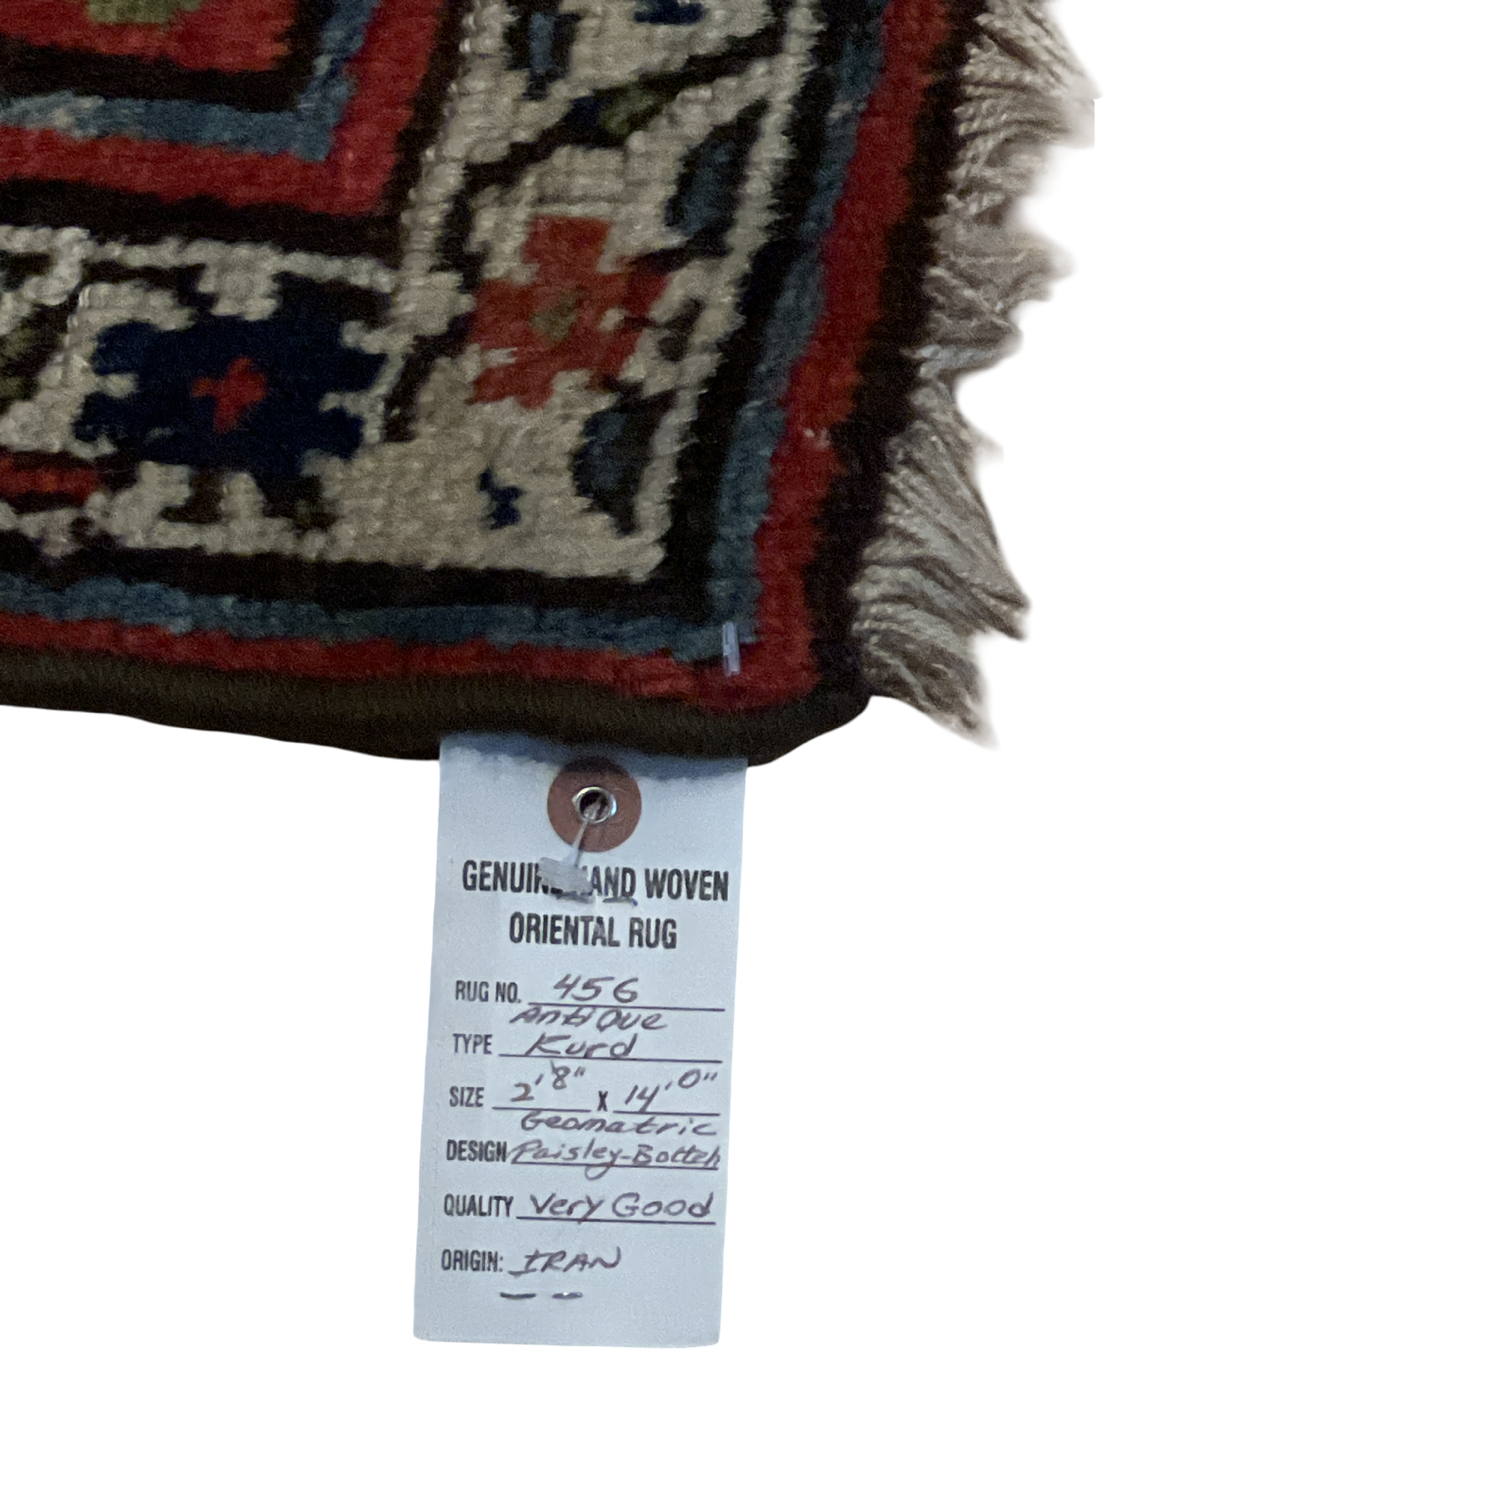 GENUINE HAND WOVEN
ORIENTAL RUG
RUG NO. 456
Antique
TYPE Kurd
SIZE 2'8" x 14'0"
Geomatric
DESIGN Paisley-Botteh
QUALITY Very Good
ORIGIN: IRAN